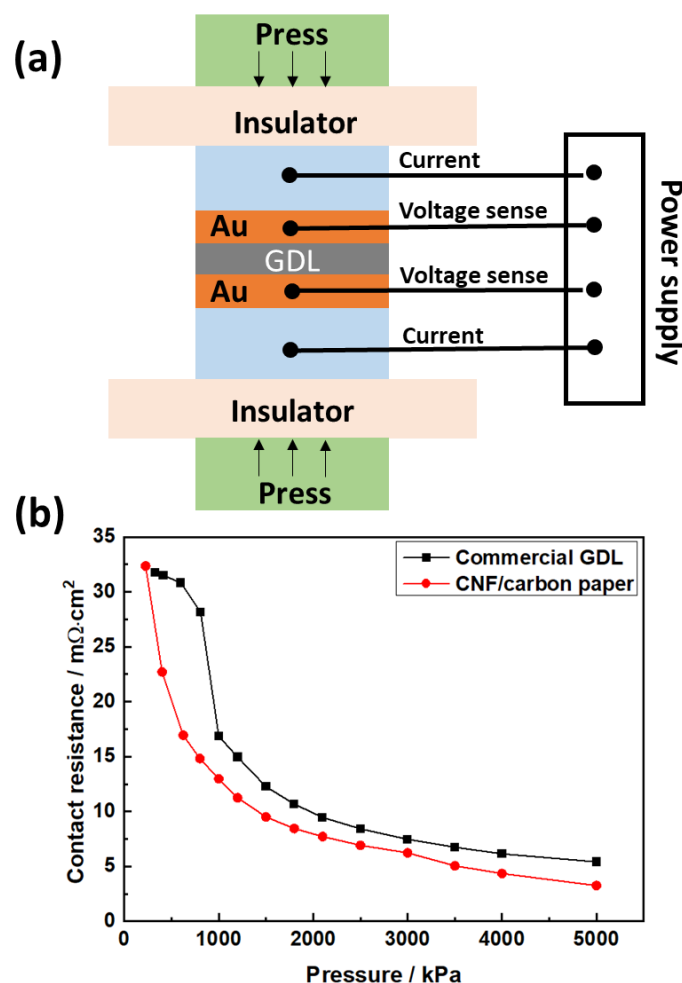 (a)
Press
Insulator
Current
Au
Voltage sense
GDL
Au
Voltage sense
Current
Power supply
Insulator
Press
(b)
35
30
25
20
15
10
5
0
Contact resistance / mΩ·cm²
Commercial GDL
CNF/carbon paper
0 1000 2000 3000 4000 5000
Pressure / kPa